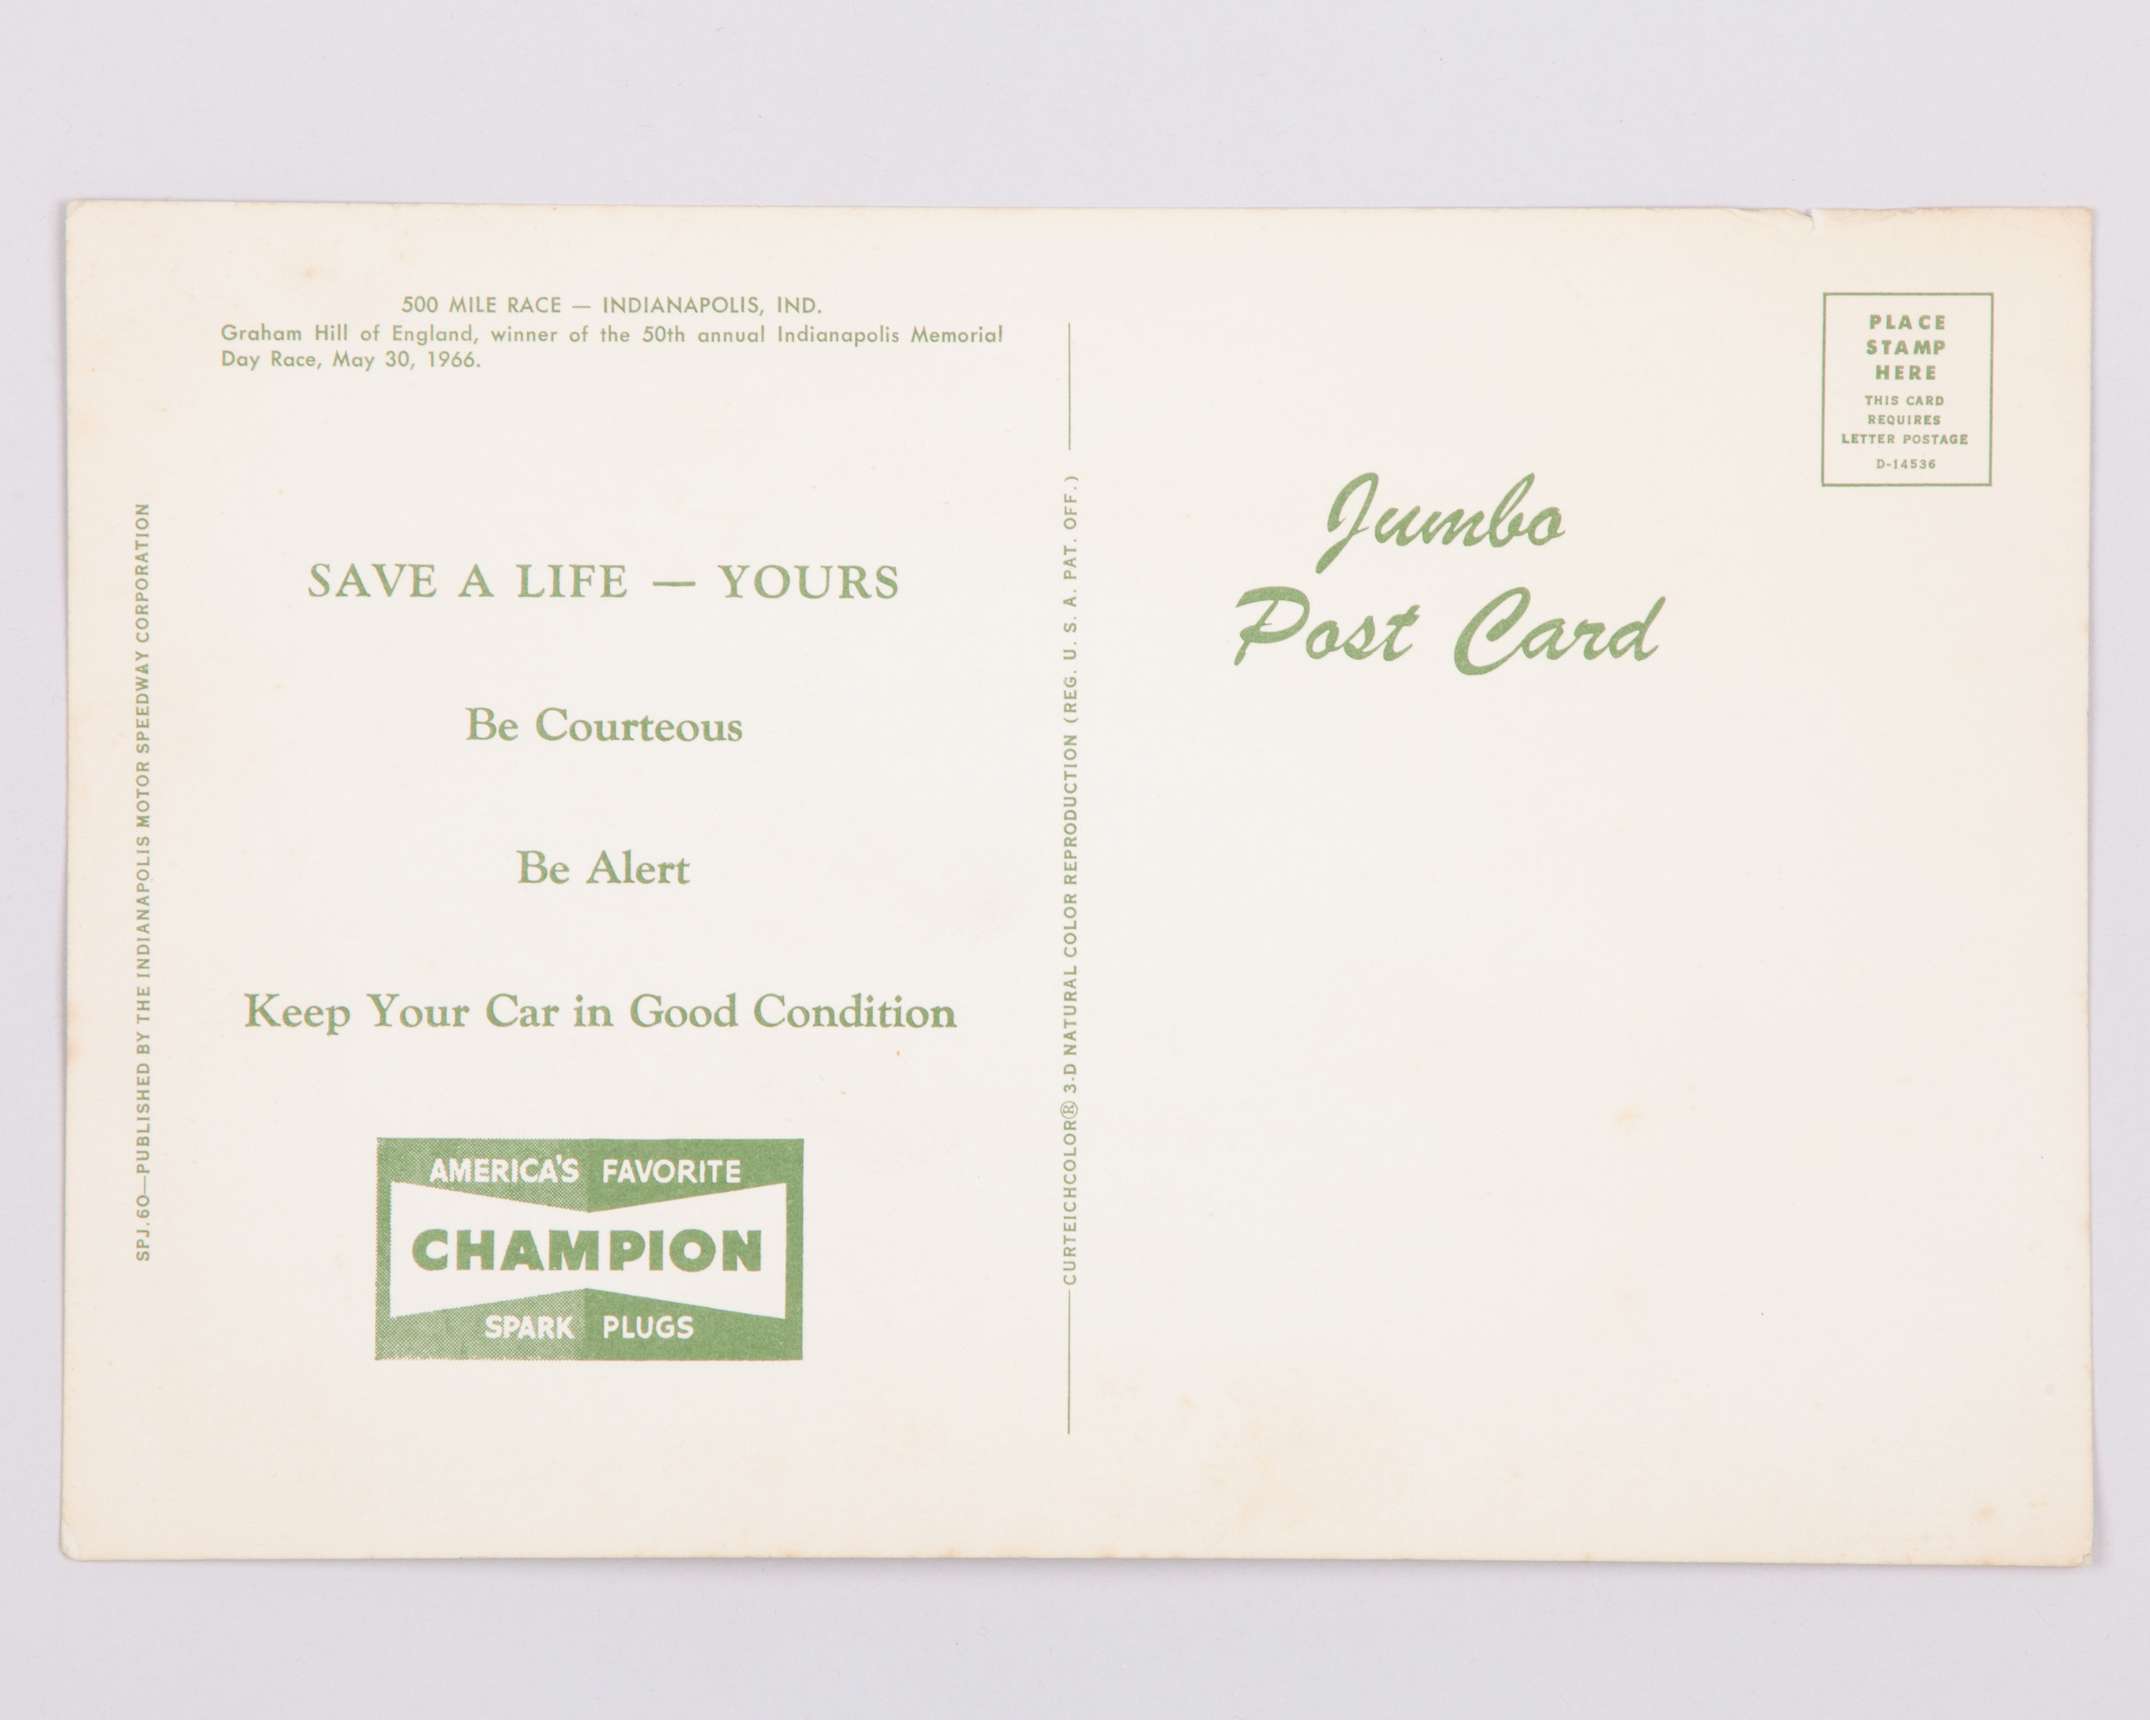 500 MILE RACE — INDIANAPOLIS, IND.
Graham Hill of England, winner of the 50th annual Indianapolis Memorial
Day Race, May 30, 1966.
SAVE A LIFE — YOURS
Be Courteous
Be Alert
Keep Your Car in Good Condition
AMERICA'S FAVORITE
CHAMPION
SPARK PLUGS
SPJ.60—PUBLISHED BY THE INDIANAPOLIS MOTOR SPEEDWAY CORPORATION
CURTEICHCOLOR® 3-D NATURAL COLOR REPRODUCTION (REG. U. S. A. PAT. OFF.)
Jumbo
Post Card
PLACE
STAMP
HERE
THIS CARD
REQUIRES
LETTER POSTAGE
D-14536